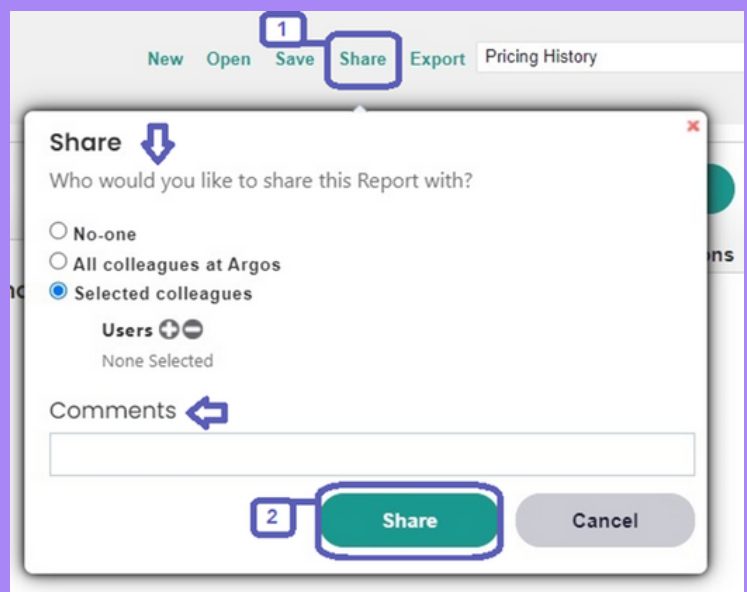 1
New Open Save Share Export Pricing History
Share
Who would you like to share this Report with?
No-one
All colleagues at Argos
ons
Selected colleagues
Users
None Selected
Comments
2 Share Cancel